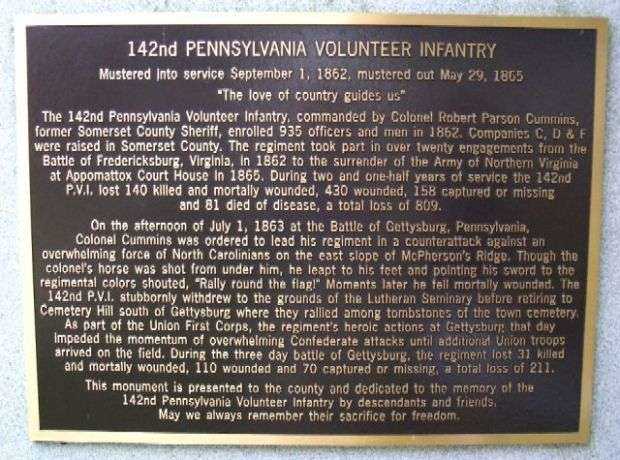 142nd PENNSYLVANIA VOLUNTEER INFANTRY
Mustered into service September 1, 1862, mustered out May 29, 1865
"The love of country guides us"
The 142nd Pennsylvania Volunteer Infantry, commanded by Colonel Robert Parson Cummins,
former Somerset County Sheriff, enrolled 935 officers and men in 1862. Companies C, D & F
were raised in Somerset County. The regiment took part in over twenty engagements from the
Battle of Fredericksburg, Virginia, in 1862 to the surrender of the Army of Northern Virginia
at Appomattox Court House in 1865. During two and one-half years of service the 142nd
P.V.I. lost 140 killed and mortally wounded, 430 wounded, 158 captured or missing
and 81 died of disease, a total loss of 809.
On the afternoon of July 1, 1863 at the Battle of Gettysburg, Pennsylvania,
Colonel Cummins was ordered to lead his regiment in a counterattack against an
overwhelming force of North Carolinians on the east slope of McPherson's Ridge. Though the
colonel's horse was shot from under him, he leapt to his feet and pointing his sword to the
regimental colors shouted, "Rally round the flag!" Moments later he fell mortally wounded. The
142nd P.V.I. stubbornly withdrew to the grounds of the Lutheran Seminary before retiring to
Cemetery Hill south of Gettysburg where they rallied among tombstones of the town cemetery.
As part of the Union First Corps, the regiment's heroic actions at Gettysburg that day
impeded the momentum of overwhelming Confederate attacks until additional Union troops
arrived on the field. During the three day battle of Gettysburg, the regiment lost 31 killed
and mortally wounded, 110 wounded and 70 captured or missing, a total loss of 211.
This monument is presented to the county and dedicated to the memory of the
142nd Pennsylvania Volunteer Infantry by descendants and friends.
May we always remember their sacrifice for freedom.